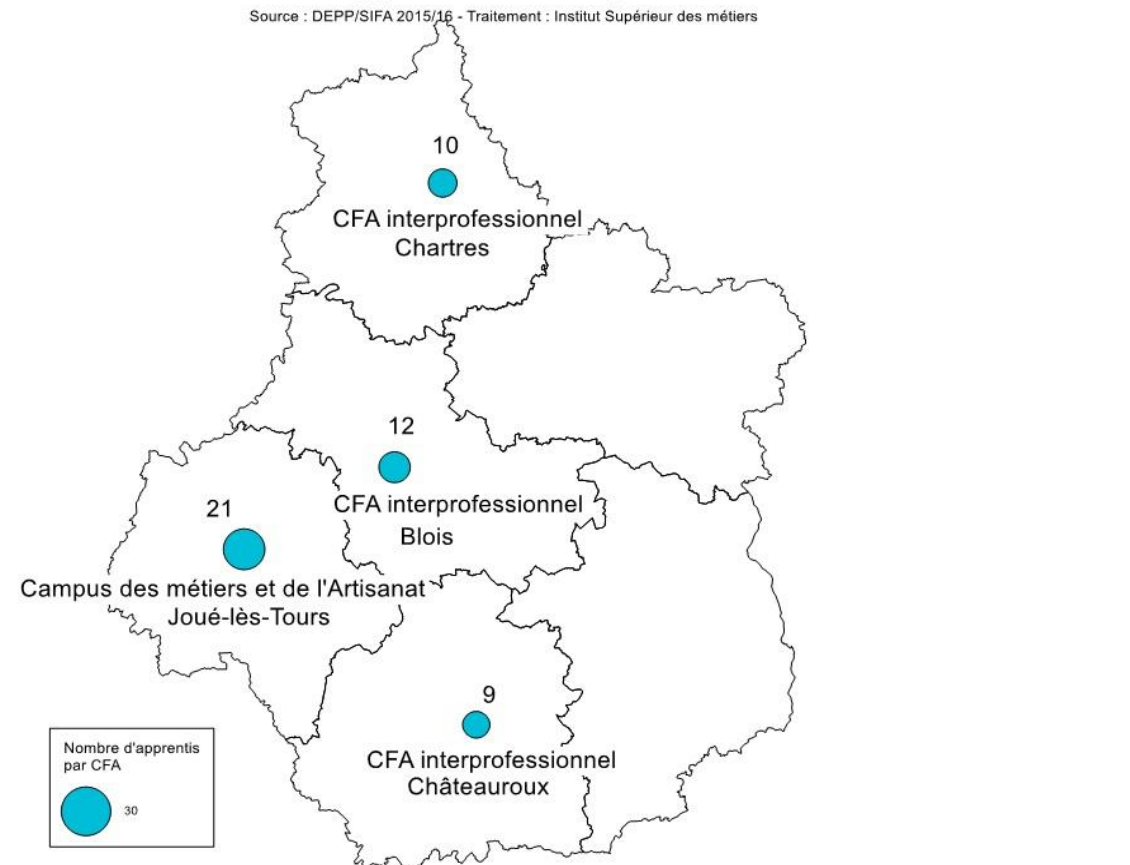 Source : DEPP/SIFA 2015/16 - Traitement : Institut Supérieur des métiers
10
CFA interprofessionnel
Chartres
12
CFA interprofessionnel
Blois
21
Campus des métiers et de l'Artisanat
Joué-lès-Tours
9
CFA interprofessionnel
Châteauroux
Nombre d'apprentis
par CFA
30